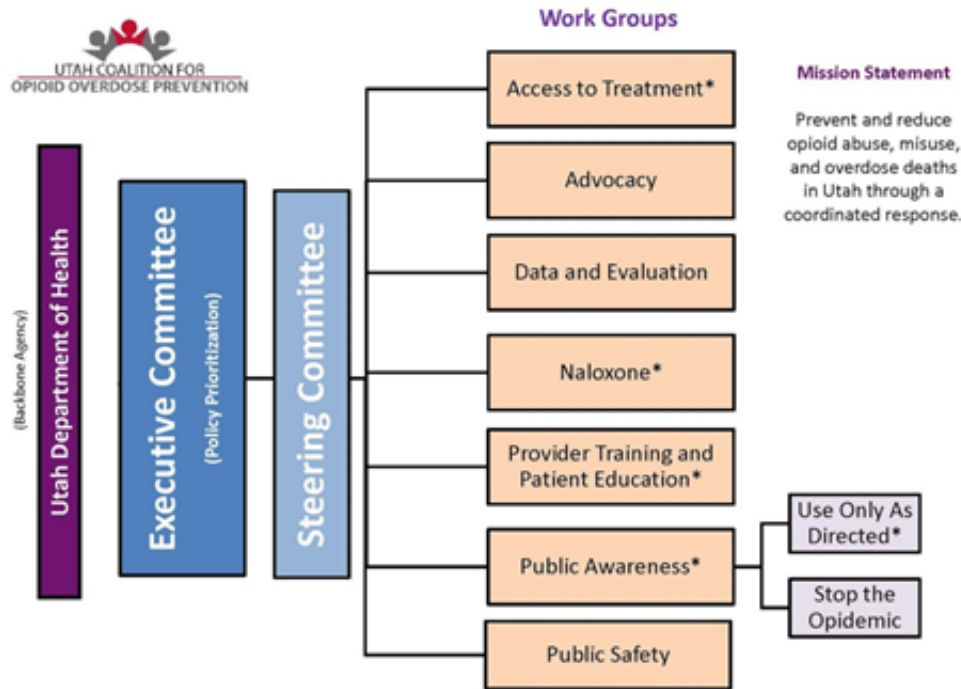 UTAH COALITION FOR
OPIOID OVERDOSE PREVENTION
(Backbone Agency)
Utah Department of Health
Executive Committee
(Policy Prioritization)
Steering Committee
Work Groups
Access to Treatment*
Advocacy
Data and Evaluation
Naloxone*
Provider Training and
Patient Education*
Public Awareness*
Public Safety
Use Only As
Directed*
Stop the
Opidemic
Mission Statement
Prevent and reduce
opioid abuse, misuse,
and overdose deaths
in Utah through a
coordinated response.